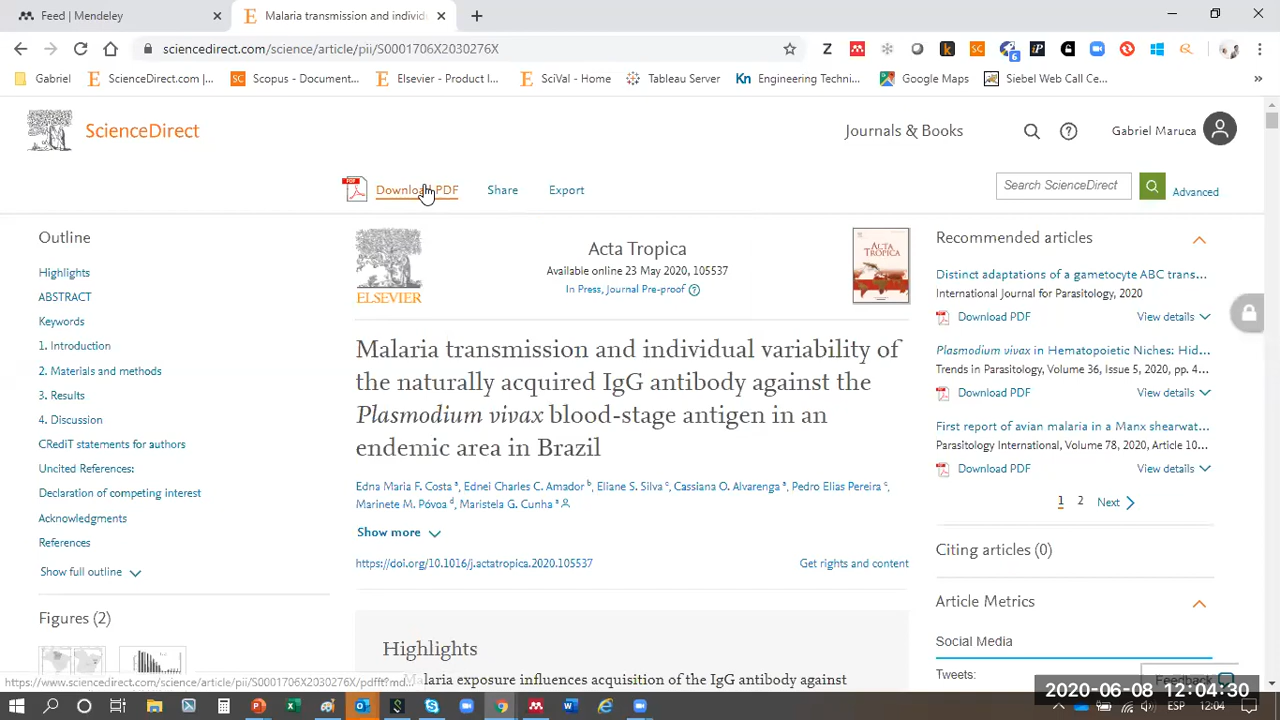 Feed | Mendeley
Malaria transmission and individu
sciencedirect.com/science/article/pii/S0001706X2030276X
Gabriel
ScienceDirect.com |...
Scopus - Document...
Elsevier - Product I...
SciVal - Home
Tableau Server
Engineering Techni...
Google Maps
Siebel Web Call Ce...
ScienceDirect
Journals & Books
Gabriel Maruca
Download PDF
Share
Export
Search ScienceDirect
Advanced
Outline
Highlights
ABSTRACT
Keywords
1. Introduction
2. Materials and methods
3. Results
4. Discussion
CRediT statements for authors
Uncited References:
Declaration of competing interest
Acknowledgments
References
Show full outline
Figures (2)
ELSEVIER
Acta Tropica
Available online 23 May 2020, 105537
In Press, Journal Pre-proof
ACTA
TROPICA
Malaria transmission and individual variability of
the naturally acquired IgG antibody against the
Plasmodium vivax blood-stage antigen in an
endemic area in Brazil
Edna Maria F. Costa a, Ednei Charles C. Amador b, Eliane S. Silva c, Cassiana O. Alvarenga a, Pedro Elias Pereira c,
Marinete M. Póvoa d, Maristela G. Cunha a
Show more
https://doi.org/10.1016/j.actatropica.2020.105537
Get rights and content
Highlights
alaria exposure influences acquisition of the IgG antibody against
Recommended articles
Distinct adaptations of a gametocyte ABC trans...
International Journal for Parasitology, 2020
Download PDF
View details
Plasmodium vivax in Hematopoietic Niches: Hid...
Trends in Parasitology, Volume 36, Issue 5, 2020, pp. 4...
Download PDF
View details
First report of avian malaria in a Manx shearwat...
Parasitology International, Volume 78, 2020, Article 10...
Download PDF
View details
1 2 Next
Citing articles (0)
Article Metrics
Social Media
Tweets:
Feedback
https://www.sciencedirect.com/science/article/pii/S0001706X2030276X/pdfft?md...
2020-06-08 12:04:30
ESP
12:04